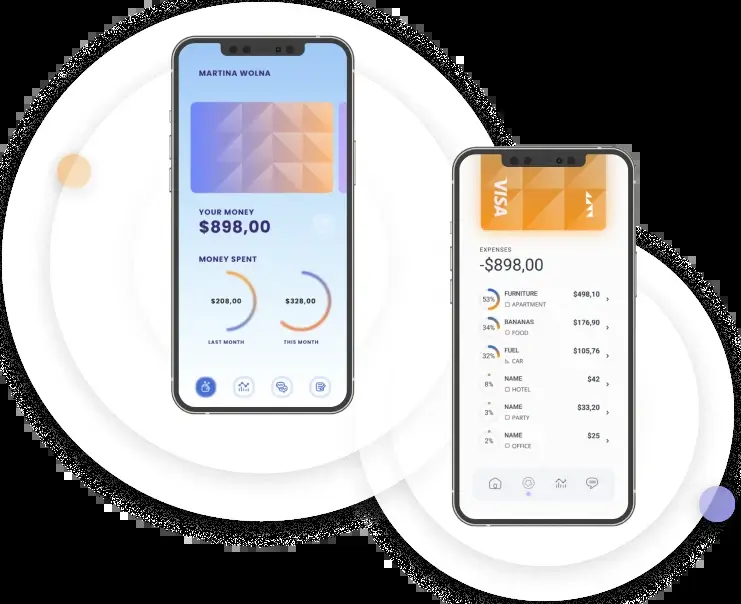 MARTINA WOLNA
YOUR MONEY
$898,00
MONEY SPENT
$208,00
$328,00
LAST MONTH
THIS MONTH
VISA
EXPENSES
-$898,00
53%
FURNITURE
$498,10
APARTMENT
34%
BANANAS
$176,90
FOOD
32%
FUEL
$105,76
CAR
8%
NAME
$42
HOTEL
3%
NAME
$33,20
PARTY
2%
NAME
$25
OFFICE